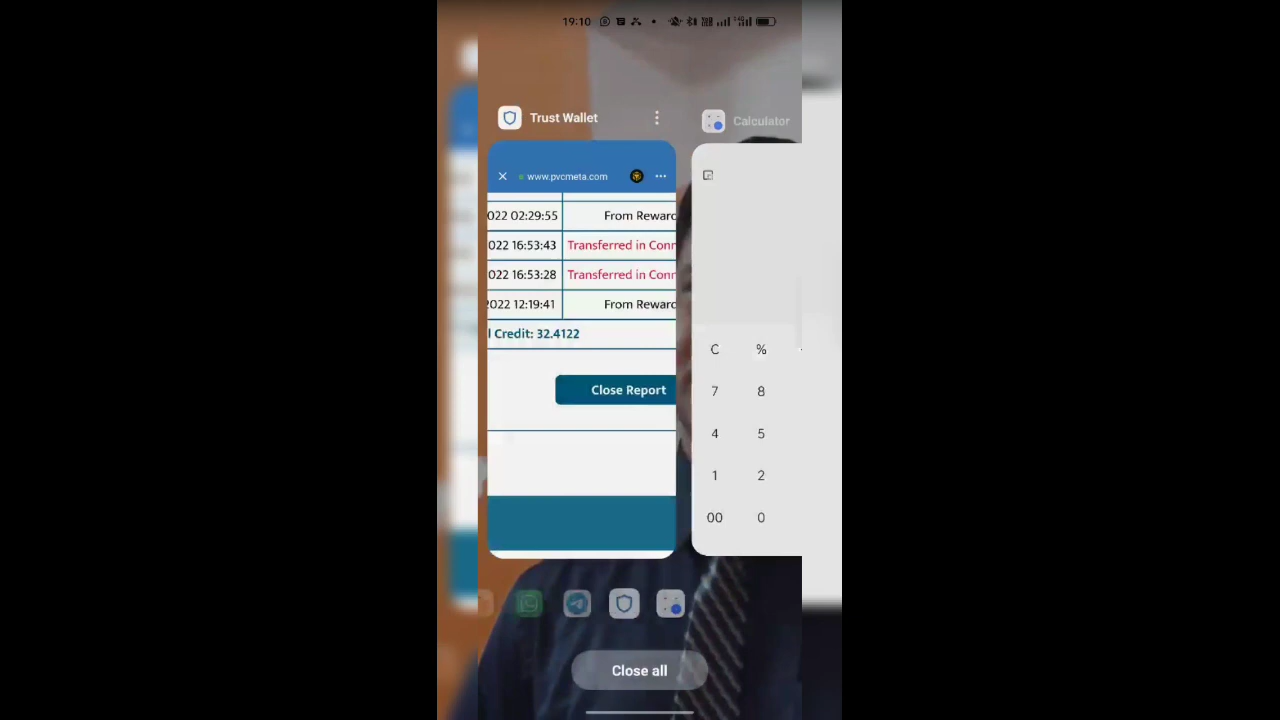 19:10
Trust Wallet
Calculator
www.pvcmeta.com
022 02:29:55 From Reward
022 16:53:43 Transferred in Conn
022 16:53:28 Transferred in Conn
2022 12:19:41 From Reward
l Credit: 32.4122
Close Report
C %
7 8
4 5
1 2
00 0
Close all